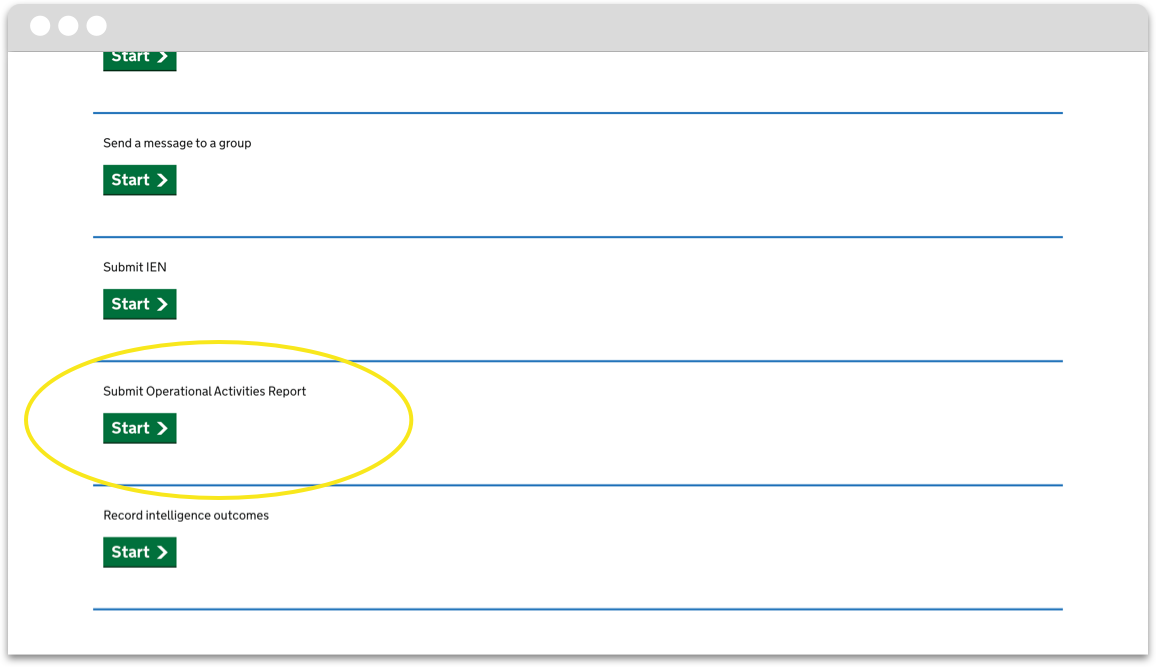 Start
Send a message to a group
Start
Submit IEN
Start
Submit Operational Activities Report
Start
Record intelligence outcomes
Start